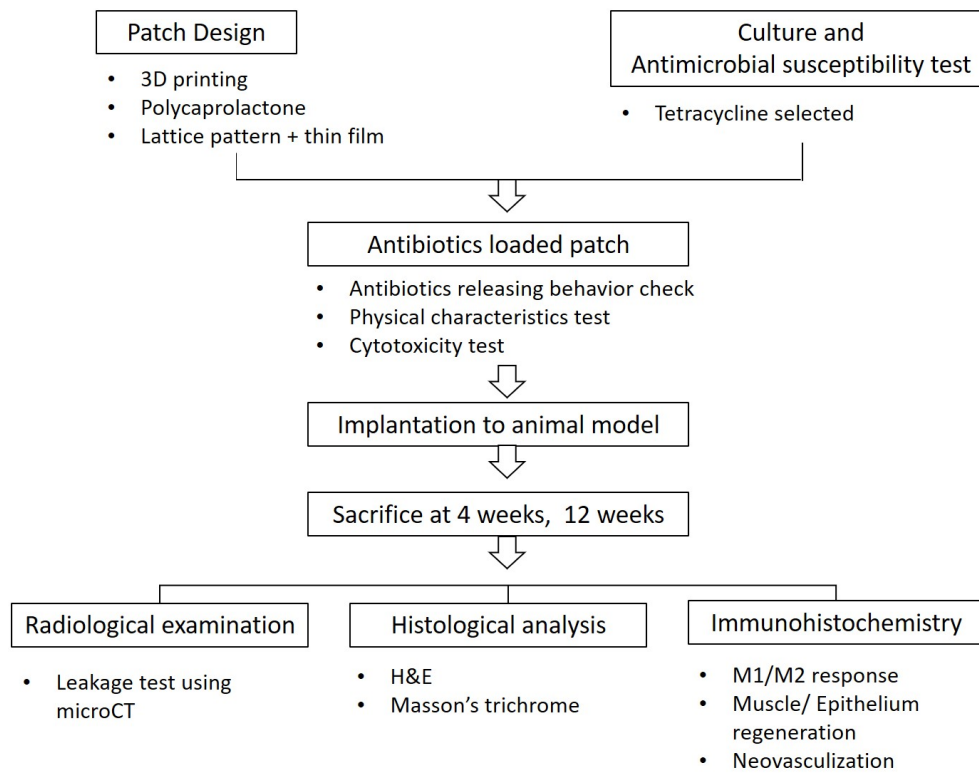 Patch Design
• 3D printing
• Polycaprolactone
• Lattice pattern + thin film
Culture and
Antimicrobial susceptibility test
• Tetracycline selected
Antibiotics loaded patch
• Antibiotics releasing behavior check
• Physical characteristics test
• Cytotoxicity test
Implantation to animal model
Sacrifice at 4 weeks, 12 weeks
Radiological examination
• Leakage test using
microCT
Histological analysis
• H&E
• Masson's trichrome
Immunohistochemistry
• M1/M2 response
• Muscle/ Epithelium
regeneration
• Neovasculization